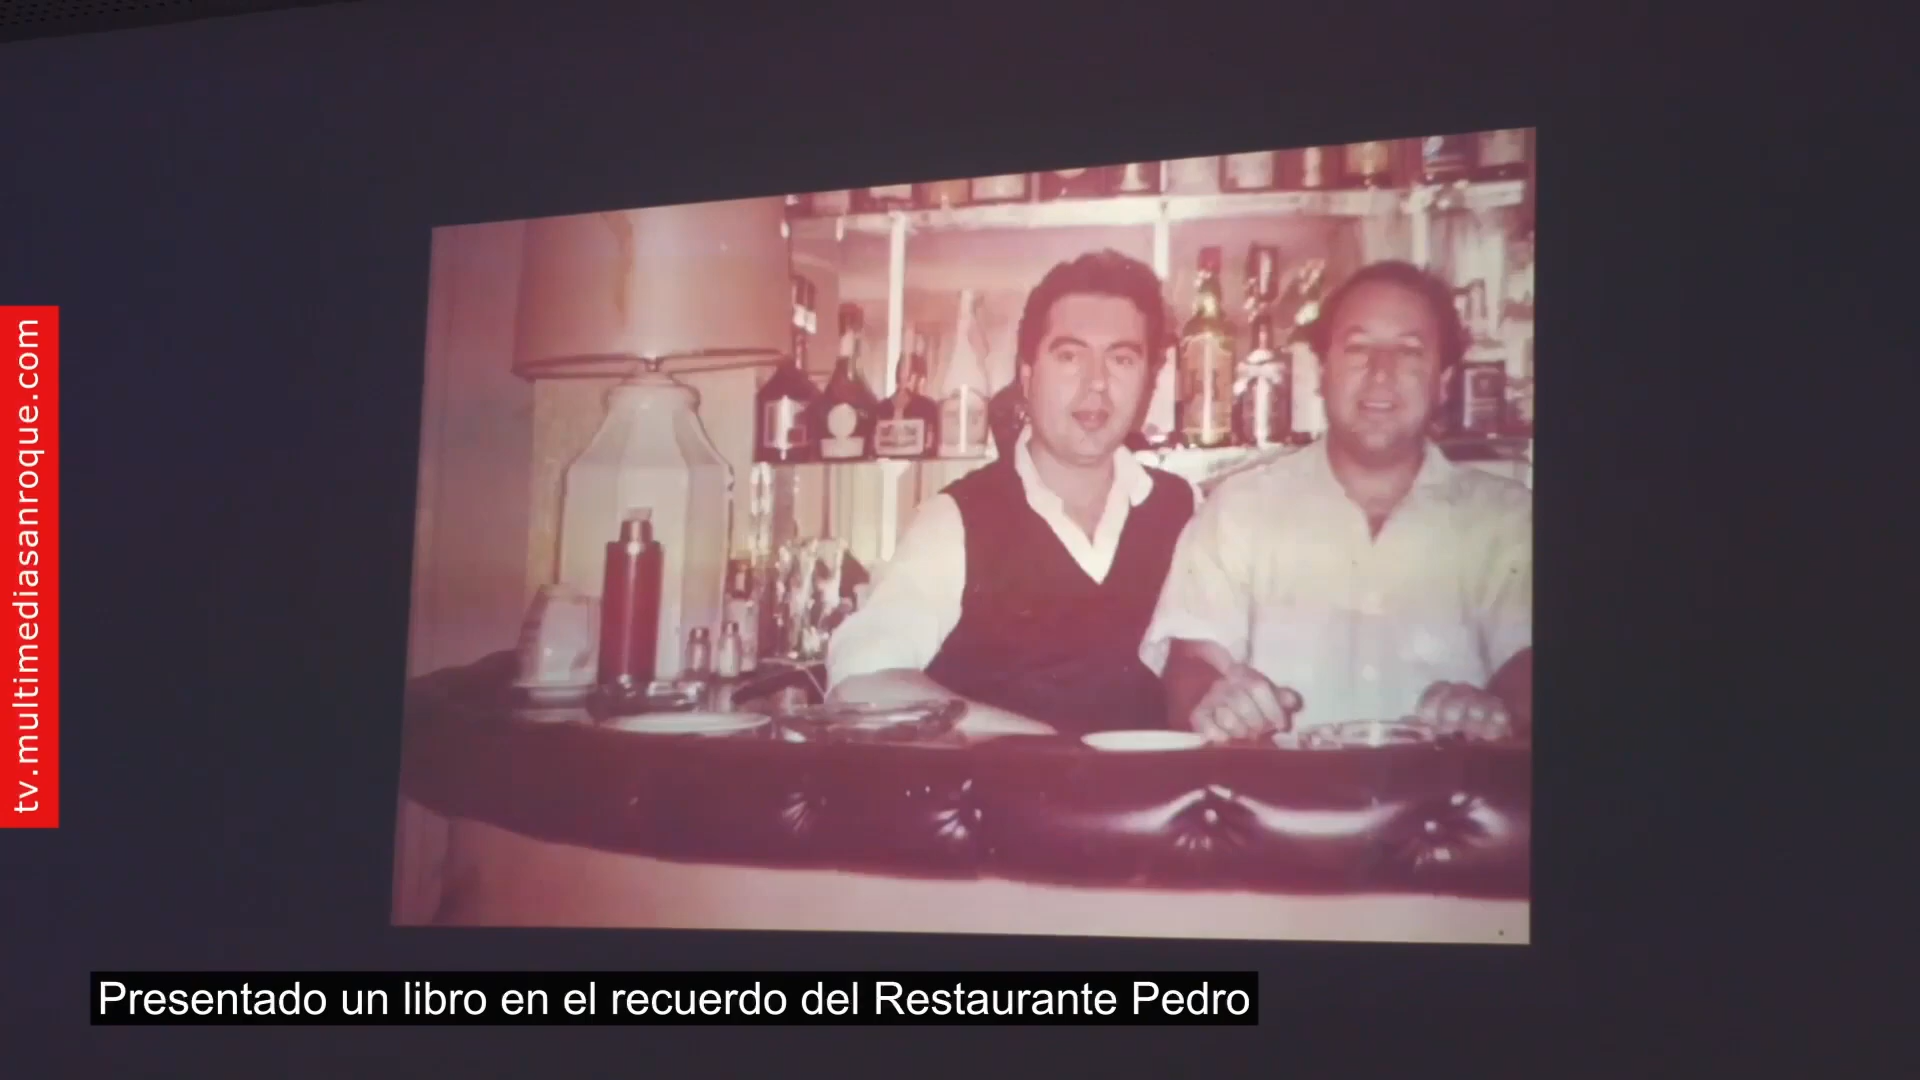 tv.multimediasanroque.com
Presentado un libro en el recuerdo del Restaurante Pedro